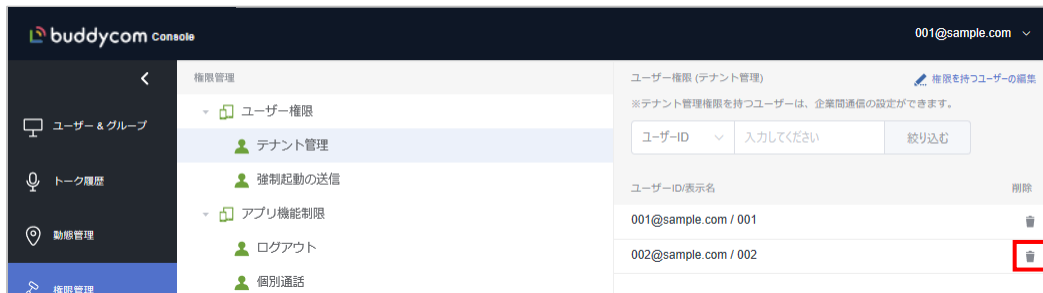 buddycom Console
001@sample.com
ユーザー & グループ
トーク履歴
動態管理
権限管理
権限管理
ユーザー権限
テナント管理
強制起動の送信
アプリ機能制限
ログアウト
個別通話
ユーザー権限 (テナント管理)
権限を持つユーザーの編集
※テナント管理権限を持つユーザーは、企業間通信の設定ができます。
ユーザーID
入力してください
絞り込む
ユーザーID/表示名
削除
001@sample.com / 001
002@sample.com / 002